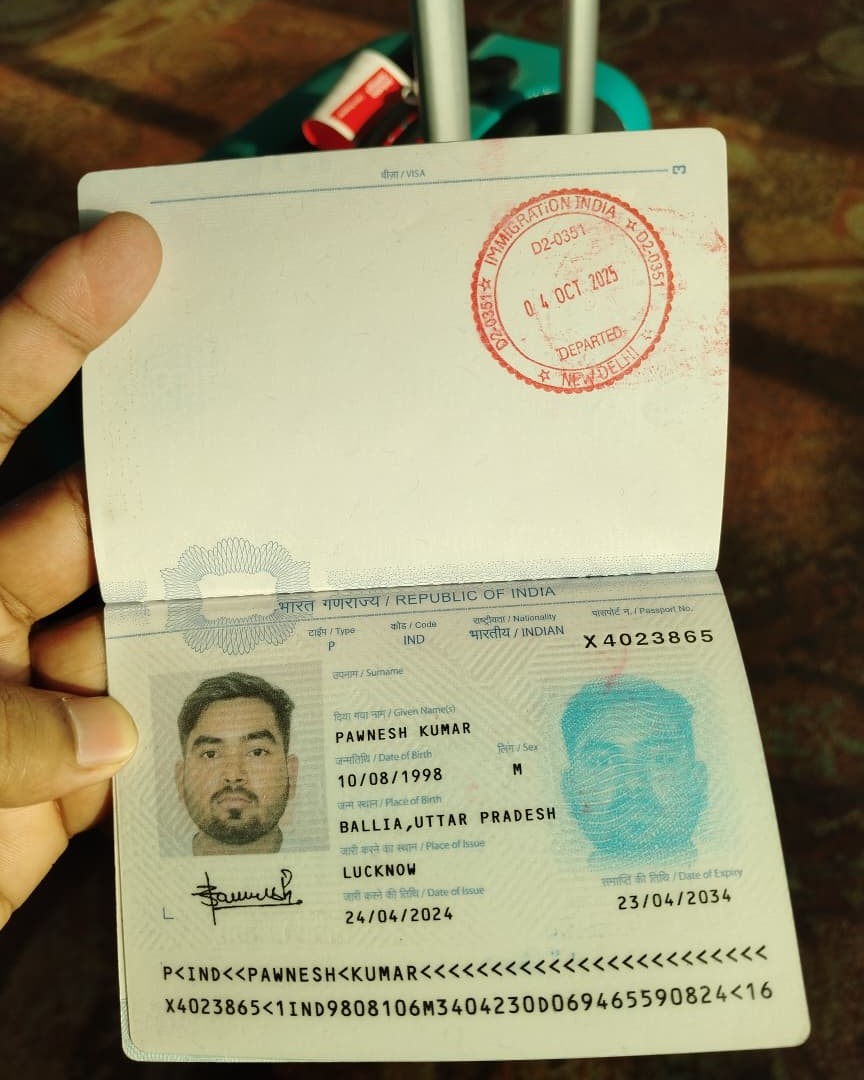 वीज़ा / VISA
3
IMMIGRATION INDIA
D2-0351
D2-0351
D2-0351
04 OCT 2025
DEPARTED
NEW DELHI
भारत गणराज्य / REPUBLIC OF INDIA
टाईप / Type
कोड / Code
राष्ट्रीयता / Nationality
पासपोर्ट न. / Passport No.
P
IND
भारतीय / INDIAN
X4023865
उपनाम / Surname
दिया गया नाम / Given Name(s)
PAWNESH KUMAR
जन्मतिथि / Date of Birth
लिंग / Sex
10/08/1998
M
जन्म स्थान / Place of Birth
BALLIA,UTTAR PRADESH
जारी करने का स्थान / Place of Issue
LUCKNOW
समाप्ति की तिथि / Date of Expiry
जारी करने की तिथि / Date of Issue
23/04/2034
24/04/2024
P<IND<<PAWNESH<KUMAR<<<<<<<<<<<<<<<<<<<<<<<<
X4023865<1IND9808106M3404230D069465590824<16